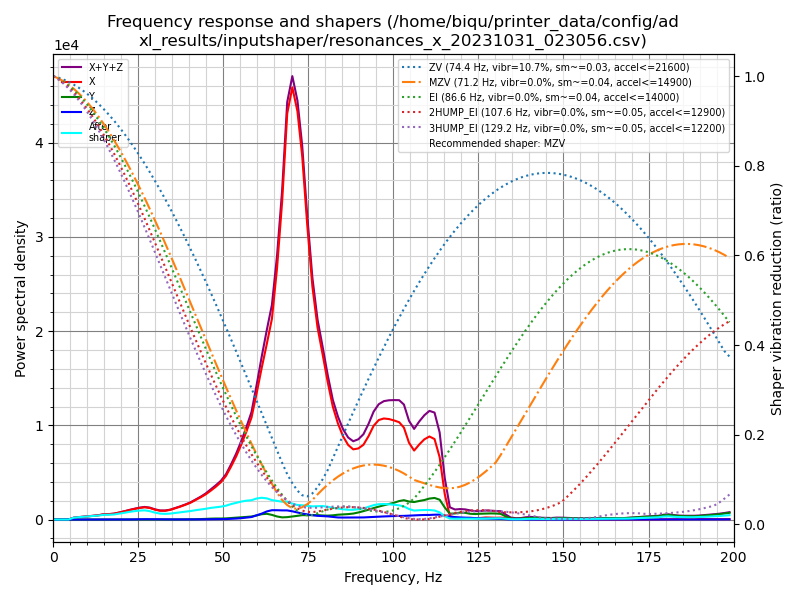 Frequency response and shapers (/home/biqu/printer_data/config/ad
xl_results/inputshaper/resonances_x_20231031_023056.csv)
1e4
X+Y+Z
X
Y
Z
After
shaper
ZV (74.4 Hz, vibr=10.7%, sm~=0.03, accel<=21600)
MZV (71.2 Hz, vibr=0.0%, sm~=0.04, accel<=14900)
EI (86.6 Hz, vibr=0.0%, sm~=0.04, accel<=14000)
2HUMP_EI (107.6 Hz, vibr=0.0%, sm~=0.05, accel<=12900)
3HUMP_EI (129.2 Hz, vibr=0.0%, sm~=0.05, accel<=12200)
Recommended shaper: MZV
Power spectral density
4
3
2
1
0
1.0
0.8
0.6
0.4
0.2
0.0
Shaper vibration reduction (ratio)
0 25 50 75 100 125 150 175 200
Frequency, Hz